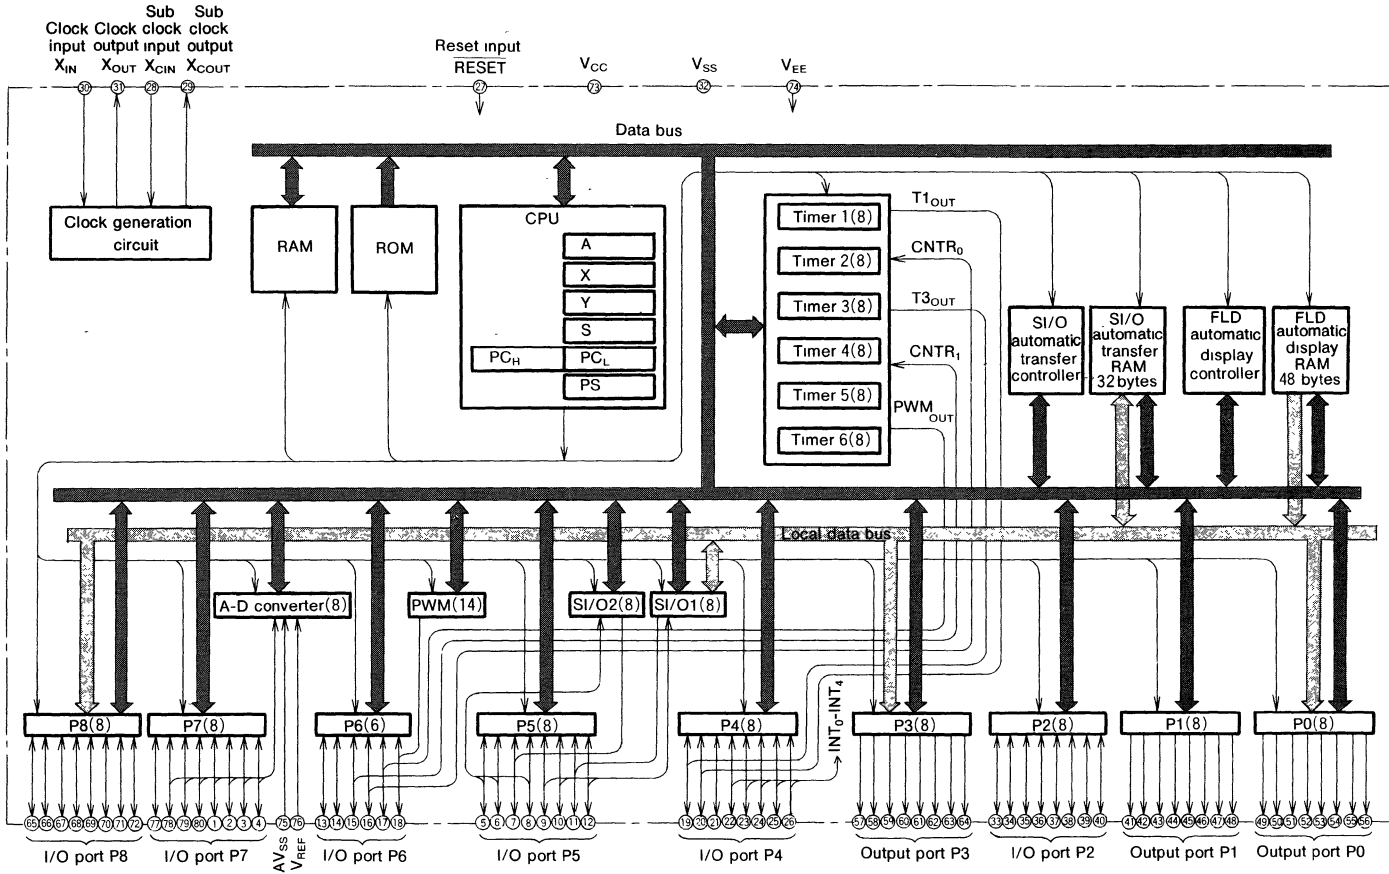 Clock input XIN
Clock output XOUT
Sub clock input XCIN
Sub clock output XCOUT
Reset input
RESET
VCC
VSS
VEE
30
31
28
29
27
73
32
74
Data bus
Clock generation circuit
RAM
ROM
CPU
A
X
Y
S
PCH
PCL
PS
Timer 1(8)
Timer 2(8)
Timer 3(8)
Timer 4(8)
Timer 5(8)
Timer 6(8)
T1OUT
CNTR0
T3OUT
CNTR1
PWMOUT
SI/O automatic transfer controller
SI/O automatic transfer RAM 32 bytes
FLD automatic display controller
FLD automatic display RAM 48 bytes
Local data bus
A-D converter(8)
PWM(14)
SI/O2(8)
SI/O1(8)
INT0-INT4
P8(8)
P7(8)
P6(6)
P5(8)
P4(8)
P3(8)
P2(8)
P1(8)
P0(8)
65 66 67 68 69 70 71 72
77 78 79 80 1 2 3 4
75 76
13 14 15 16 17 18
5 6 7 8 9 10 11 12
19 20 21 22 23 24 25 26
57 58 59 60 61 62 63 64
33 34 35 36 37 38 39 40
41 42 43 44 45 46 47 48
49 50 51 52 53 54 55 56
I/O port P8
I/O port P7
AVSS
VREF
I/O port P6
I/O port P5
I/O port P4
Output port P3
I/O port P2
Output port P1
Output port P0